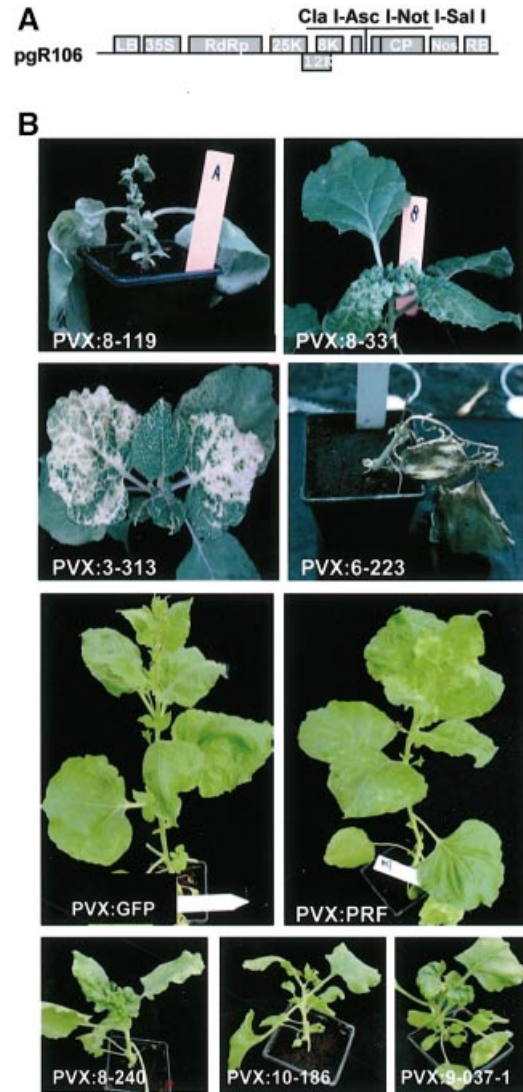 A
Cla I-Asc I-Not I-Sal I
pgR106
LB 35S RdRp 25K 8K CP Nos RB
B
A
PVX:8-119
PVX:8-331
PVX:3-313
PVX:6-223
PVX:GFP
PVX:PRF
PVX:8-240
PVX:10-186
PVX:9-037-1